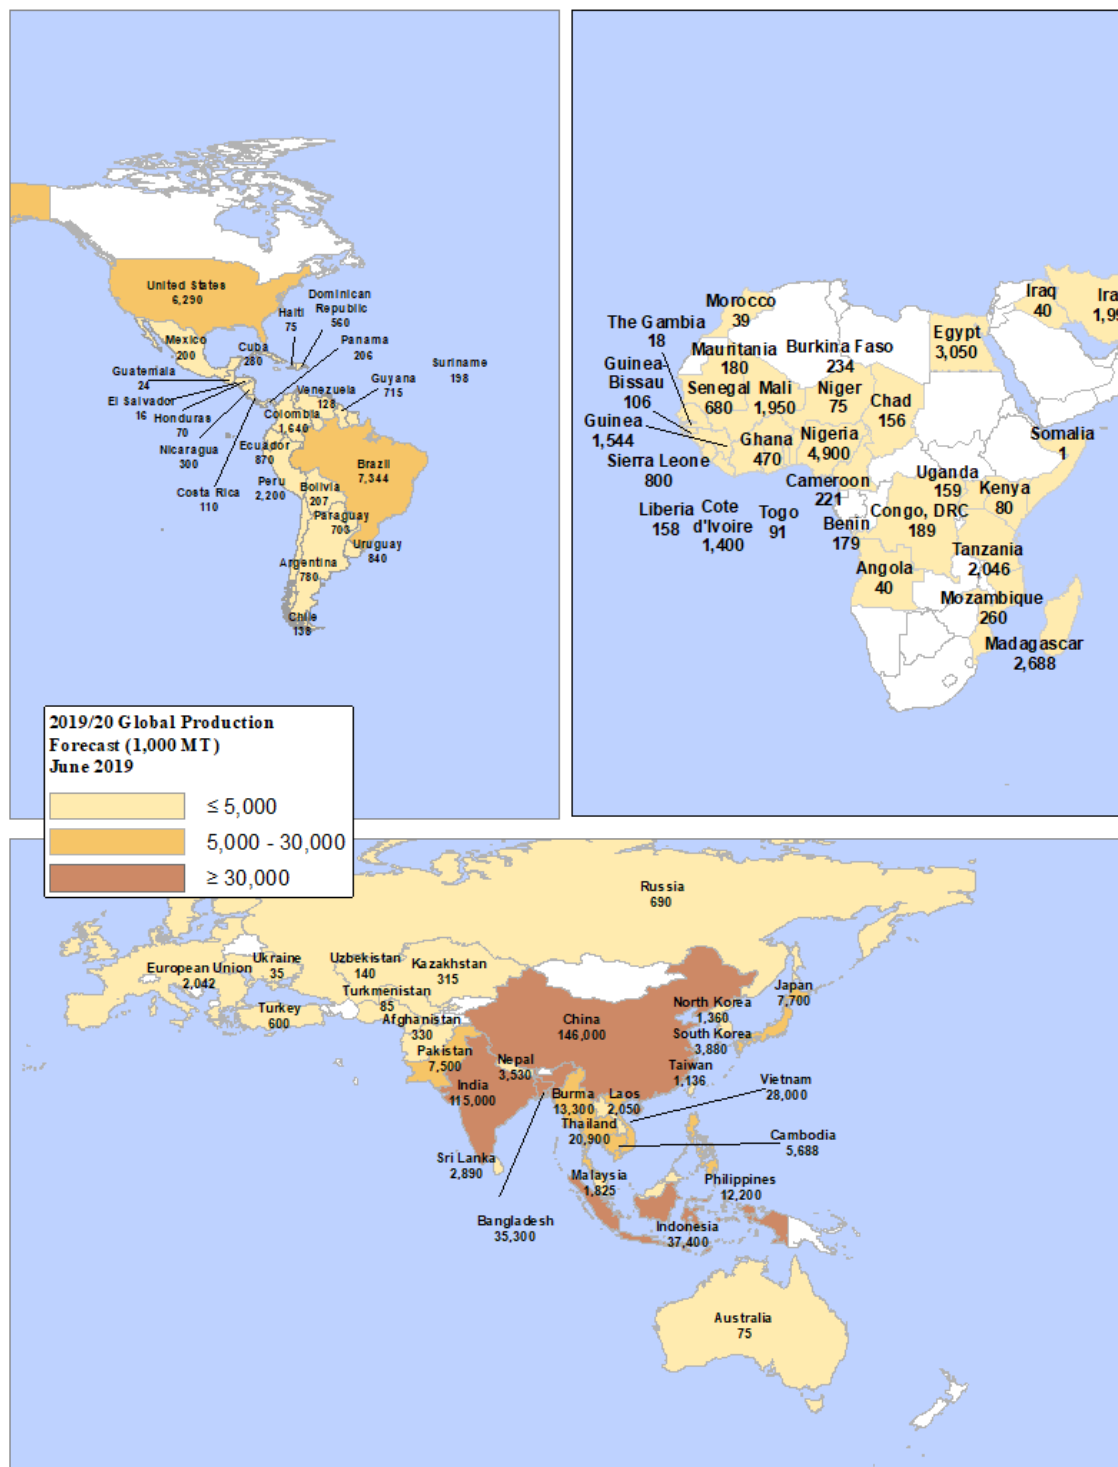 United States
6,290
Mexico
200
Cuba
280
Haiti
75
Dominican
Republic
560
Panama
206
Suriname
198
Guatemala
24
El Salvador
16
Honduras
70
Nicaragua
300
Costa Rica
110
Venezuela
128
Guyana
715
Colombia
1,640
Ecuador
870
Peru
2,200
Brazil
7,344
Bolivia
207
Paraguay
703
Uruguay
840
Argentina
780
Chile
138
Morocco
39
The Gambia
18
Mauritania
180
Burkina Faso
234
Egypt
3,050
Iraq
40
Guinea-
Bissau
106
Senegal
680
Mali
1,950
Niger
75
Chad
156
Guinea
1,544
Ghana
470
Nigeria
4,900
Somalia
1
Sierra Leone
800
Cameroon
221
Uganda
159
Kenya
80
Liberia
158
Cote
d'Ivoire
1,400
Togo
91
Benin
179
Congo, DRC
189
Tanzania
2,046
Angola
40
Mozambique
260
Madagascar
2,688
2019/20 Global Production
Forecast (1,000 MT)
June 2019
≤ 5,000
5,000 - 30,000
≥ 30,000
Russia
690
European Union
2,042
Ukraine
35
Uzbekistan
140
Kazakhstan
315
Turkey
600
Turkmenistan
85
Afghanistan
330
Pakistan
7,500
Nepal
3,530
India
115,000
China
146,000
North Korea
1,360
South Korea
3,880
Japan
7,700
Taiwan
1,136
Burma
13,300
Laos
2,050
Vietnam
28,000
Thailand
20,900
Cambodia
5,688
Sri Lanka
2,890
Malaysia
1,825
Philippines
12,200
Bangladesh
35,300
Indonesia
37,400
Australia
75